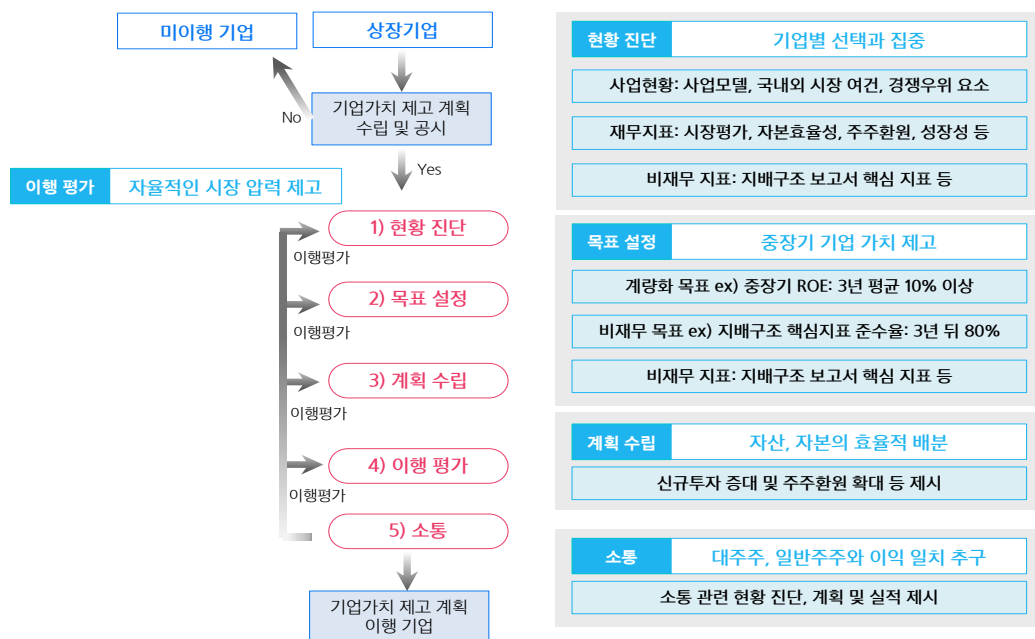 미이행 기업
상장기업
No
기업가치 제고 계획
수립 및 공시
Yes
이행 평가
자율적인 시장 압력 제고
1) 현황 진단
이행평가
2) 목표 설정
이행평가
3) 계획 수립
이행평가
4) 이행 평가
이행평가
5) 소통
기업가치 제고 계획
이행 기업
현황 진단
기업별 선택과 집중
사업현황: 사업모델, 국내외 시장 여건, 경쟁우위 요소
재무지표: 시장평가, 자본효율성, 주주환원, 성장성 등
비재무 지표: 지배구조 보고서 핵심 지표 등
목표 설정
중장기 기업 가치 제고
계량화 목표 ex) 중장기 ROE: 3년 평균 10% 이상
비재무 목표 ex) 지배구조 핵심지표 준수율: 3년 뒤 80%
비재무 지표: 지배구조 보고서 핵심 지표 등
계획 수립
자산, 자본의 효율적 배분
신규투자 증대 및 주주환원 확대 등 제시
소통
대주주, 일반주주와 이익 일치 추구
소통 관련 현황 진단, 계획 및 실적 제시